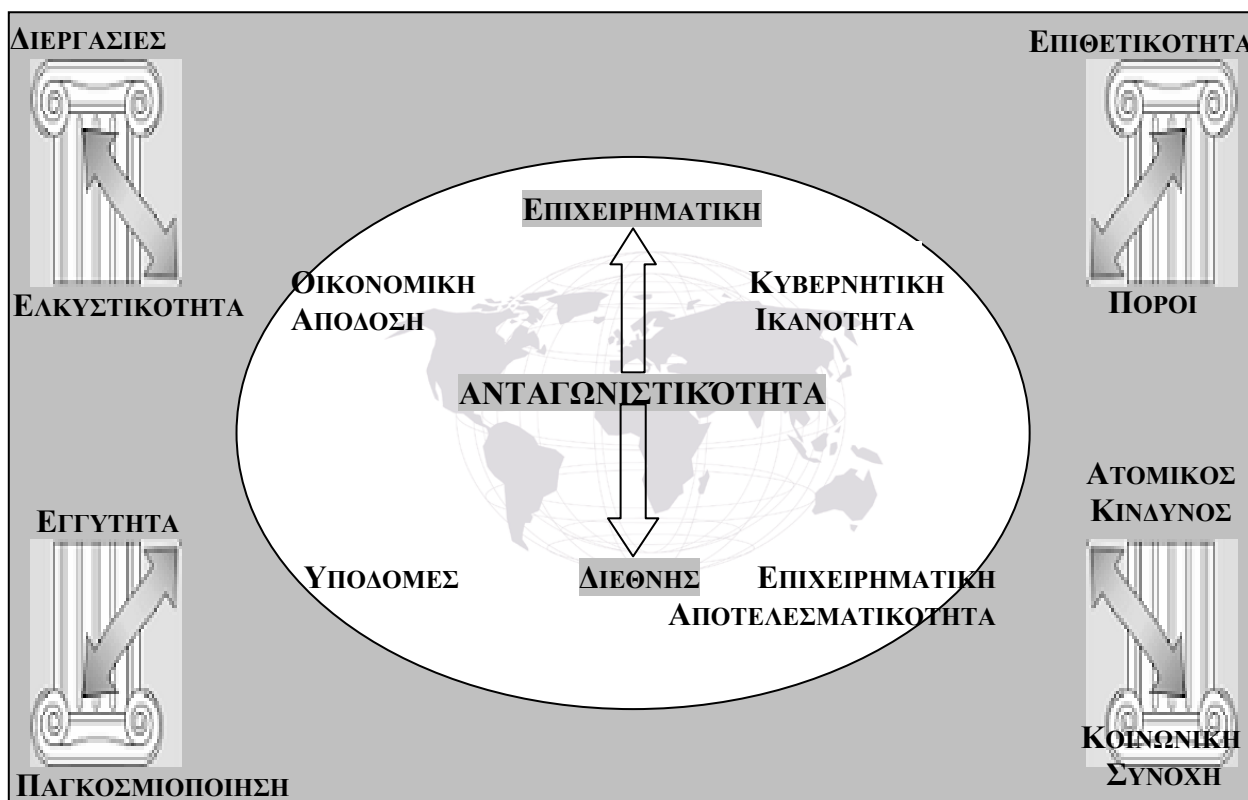 ΔΙΕΡΓΑΣΙΕΣ
ΕΛΚΥΣΤΙΚΟΤΗΤΑ
ΕΠΙΘΕΤΙΚΟΤΗΤΑ
ΠΟΡΟΙ
ΕΠΙΧΕΙΡΗΜΑΤΙΚΗ
ΟΙΚΟΝΟΜΙΚΗ
ΑΠΟΔΟΣΗ
ΚΥΒΕΡΝΗΤΙΚΗ
ΙΚΑΝΟΤΗΤΑ
ΑΝΤΑΓΩΝΙΣΤΙΚΌΤΗΤΑ
ΥΠΟΔΟΜΕΣ
ΔΙΕΘΝΗΣ
ΕΠΙΧΕΙΡΗΜΑΤΙΚΗ
ΑΠΟΤΕΛΕΣΜΑΤΙΚΟΤΗΤΑ
ΕΓΓΥΤΗΤΑ
ΠΑΓΚΟΣΜΙΟΠΟΙΗΣΗ
ΑΤΟΜΙΚΟΣ
ΚΙΝΔΥΝΟΣ
ΚΟΙΝΩΝΙΚΗ
ΣΥΝΟΧΗ